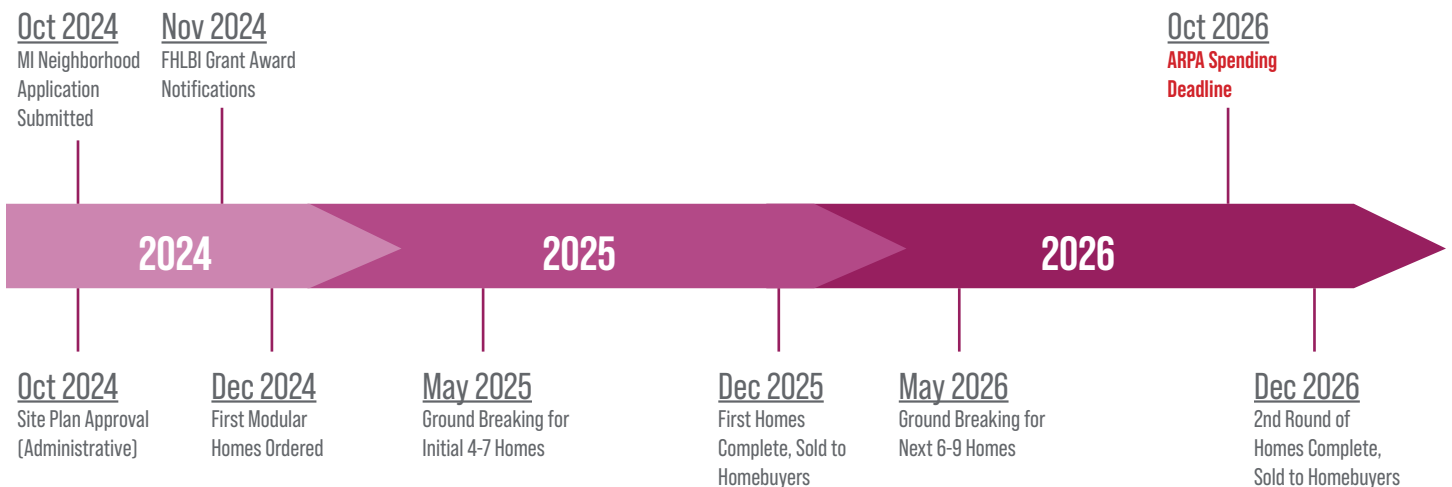 Oct 2024
MI Neighborhood
Application
Submitted
Nov 2024
FHLBI Grant Award
Notifications
Oct 2026
ARPA Spending
Deadline
2024
2025
2026
Oct 2024
Site Plan Approval
(Administrative)
Dec 2024
First Modular
Homes Ordered
May 2025
Ground Breaking for
Initial 4-7 Homes
Dec 2025
First Homes
Complete, Sold to
Homebuyers
May 2026
Ground Breaking for
Next 6-9 Homes
Dec 2026
2nd Round of
Homes Complete,
Sold to Homebuyers